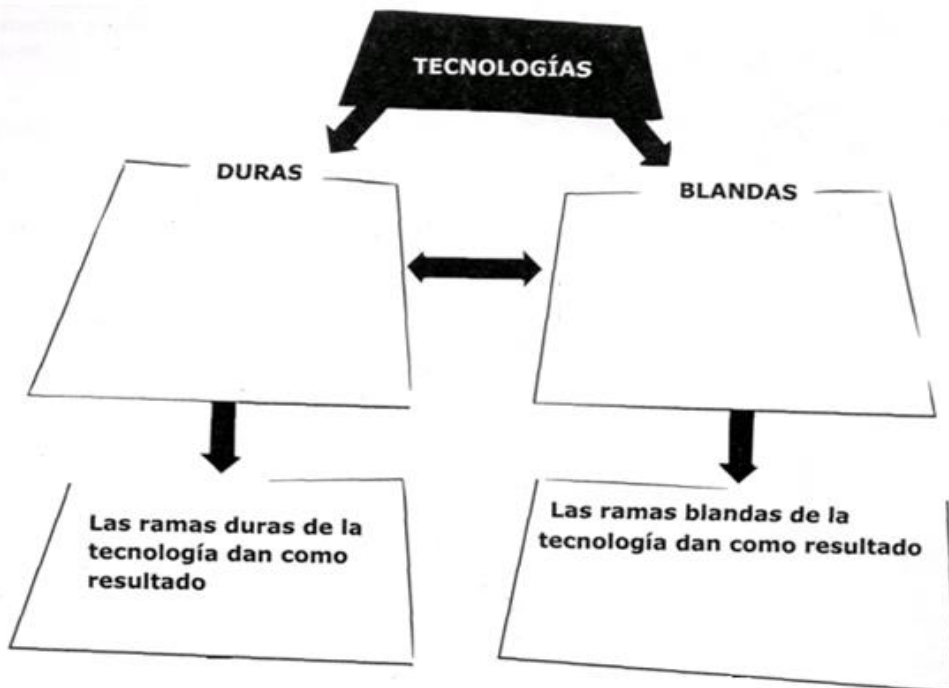 TECNOLOGÍAS
DURAS
BLANDAS
Las ramas duras de la
tecnología dan como
resultado
Las ramas blandas de la
tecnología dan como resultado